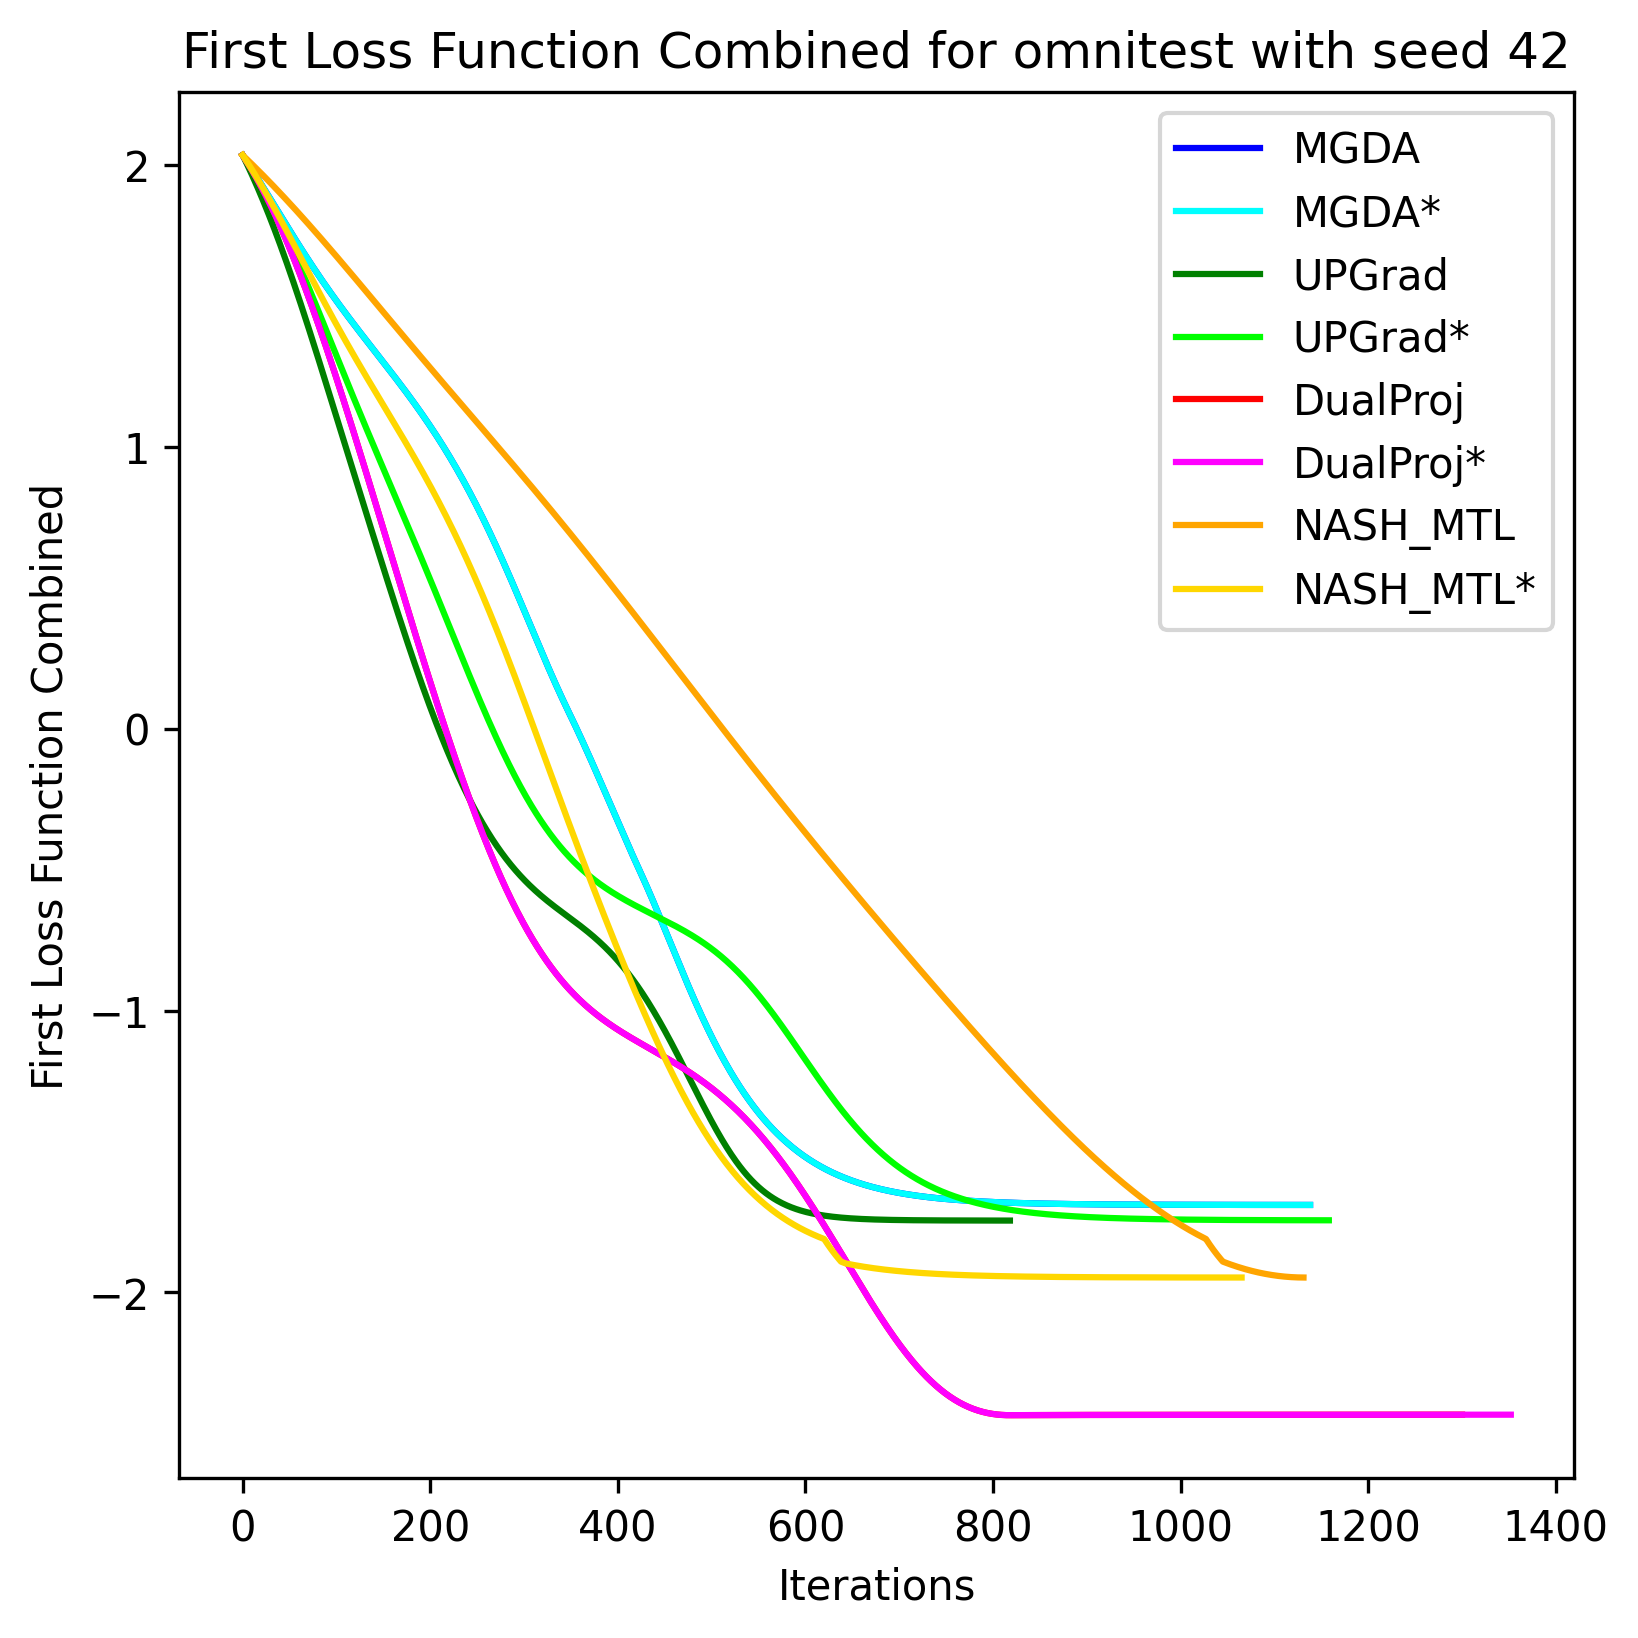 First Loss Function Combined for omnitest with seed 42
First Loss Function Combined
2
1
0
−1
−2
MGDA
MGDA*
UPGrad
UPGrad*
DualProj
DualProj*
NASH_MTL
NASH_MTL*
0 200 400 600 800 1000 1200 1400
Iterations